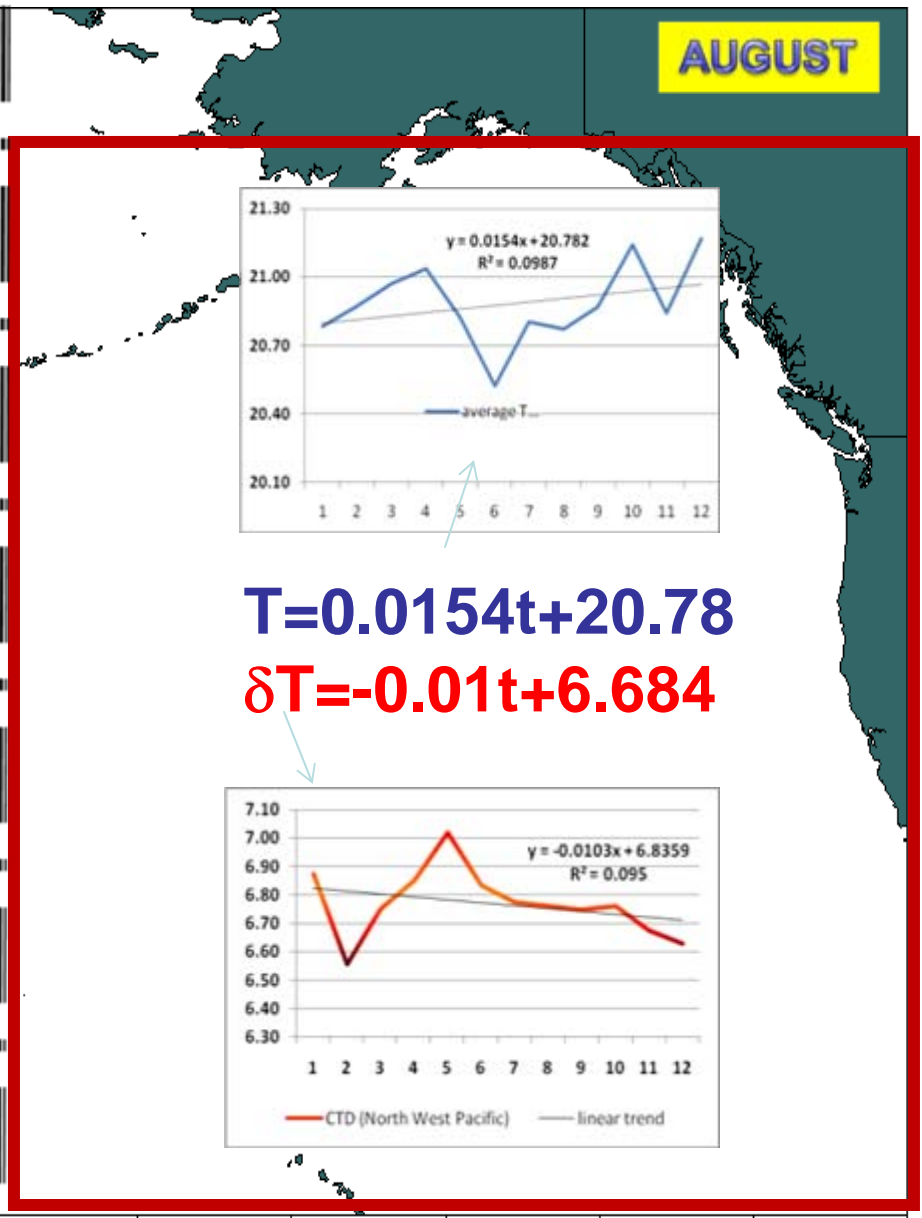 AUGUST
21.30
21.00
20.70
20.40
20.10
y = 0.0154x + 20.782
R² = 0.0987
average T...
1 2 3 4 5 6 7 8 9 10 11 12
T=0.0154t+20.78
δT=-0.01t+6.684
7.10
7.00
6.90
6.80
6.70
6.60
6.50
6.40
6.30
y = -0.0103x + 6.8359
R² = 0.095
1 2 3 4 5 6 7 8 9 10 11 12
CTD (North West Pacific) linear trend